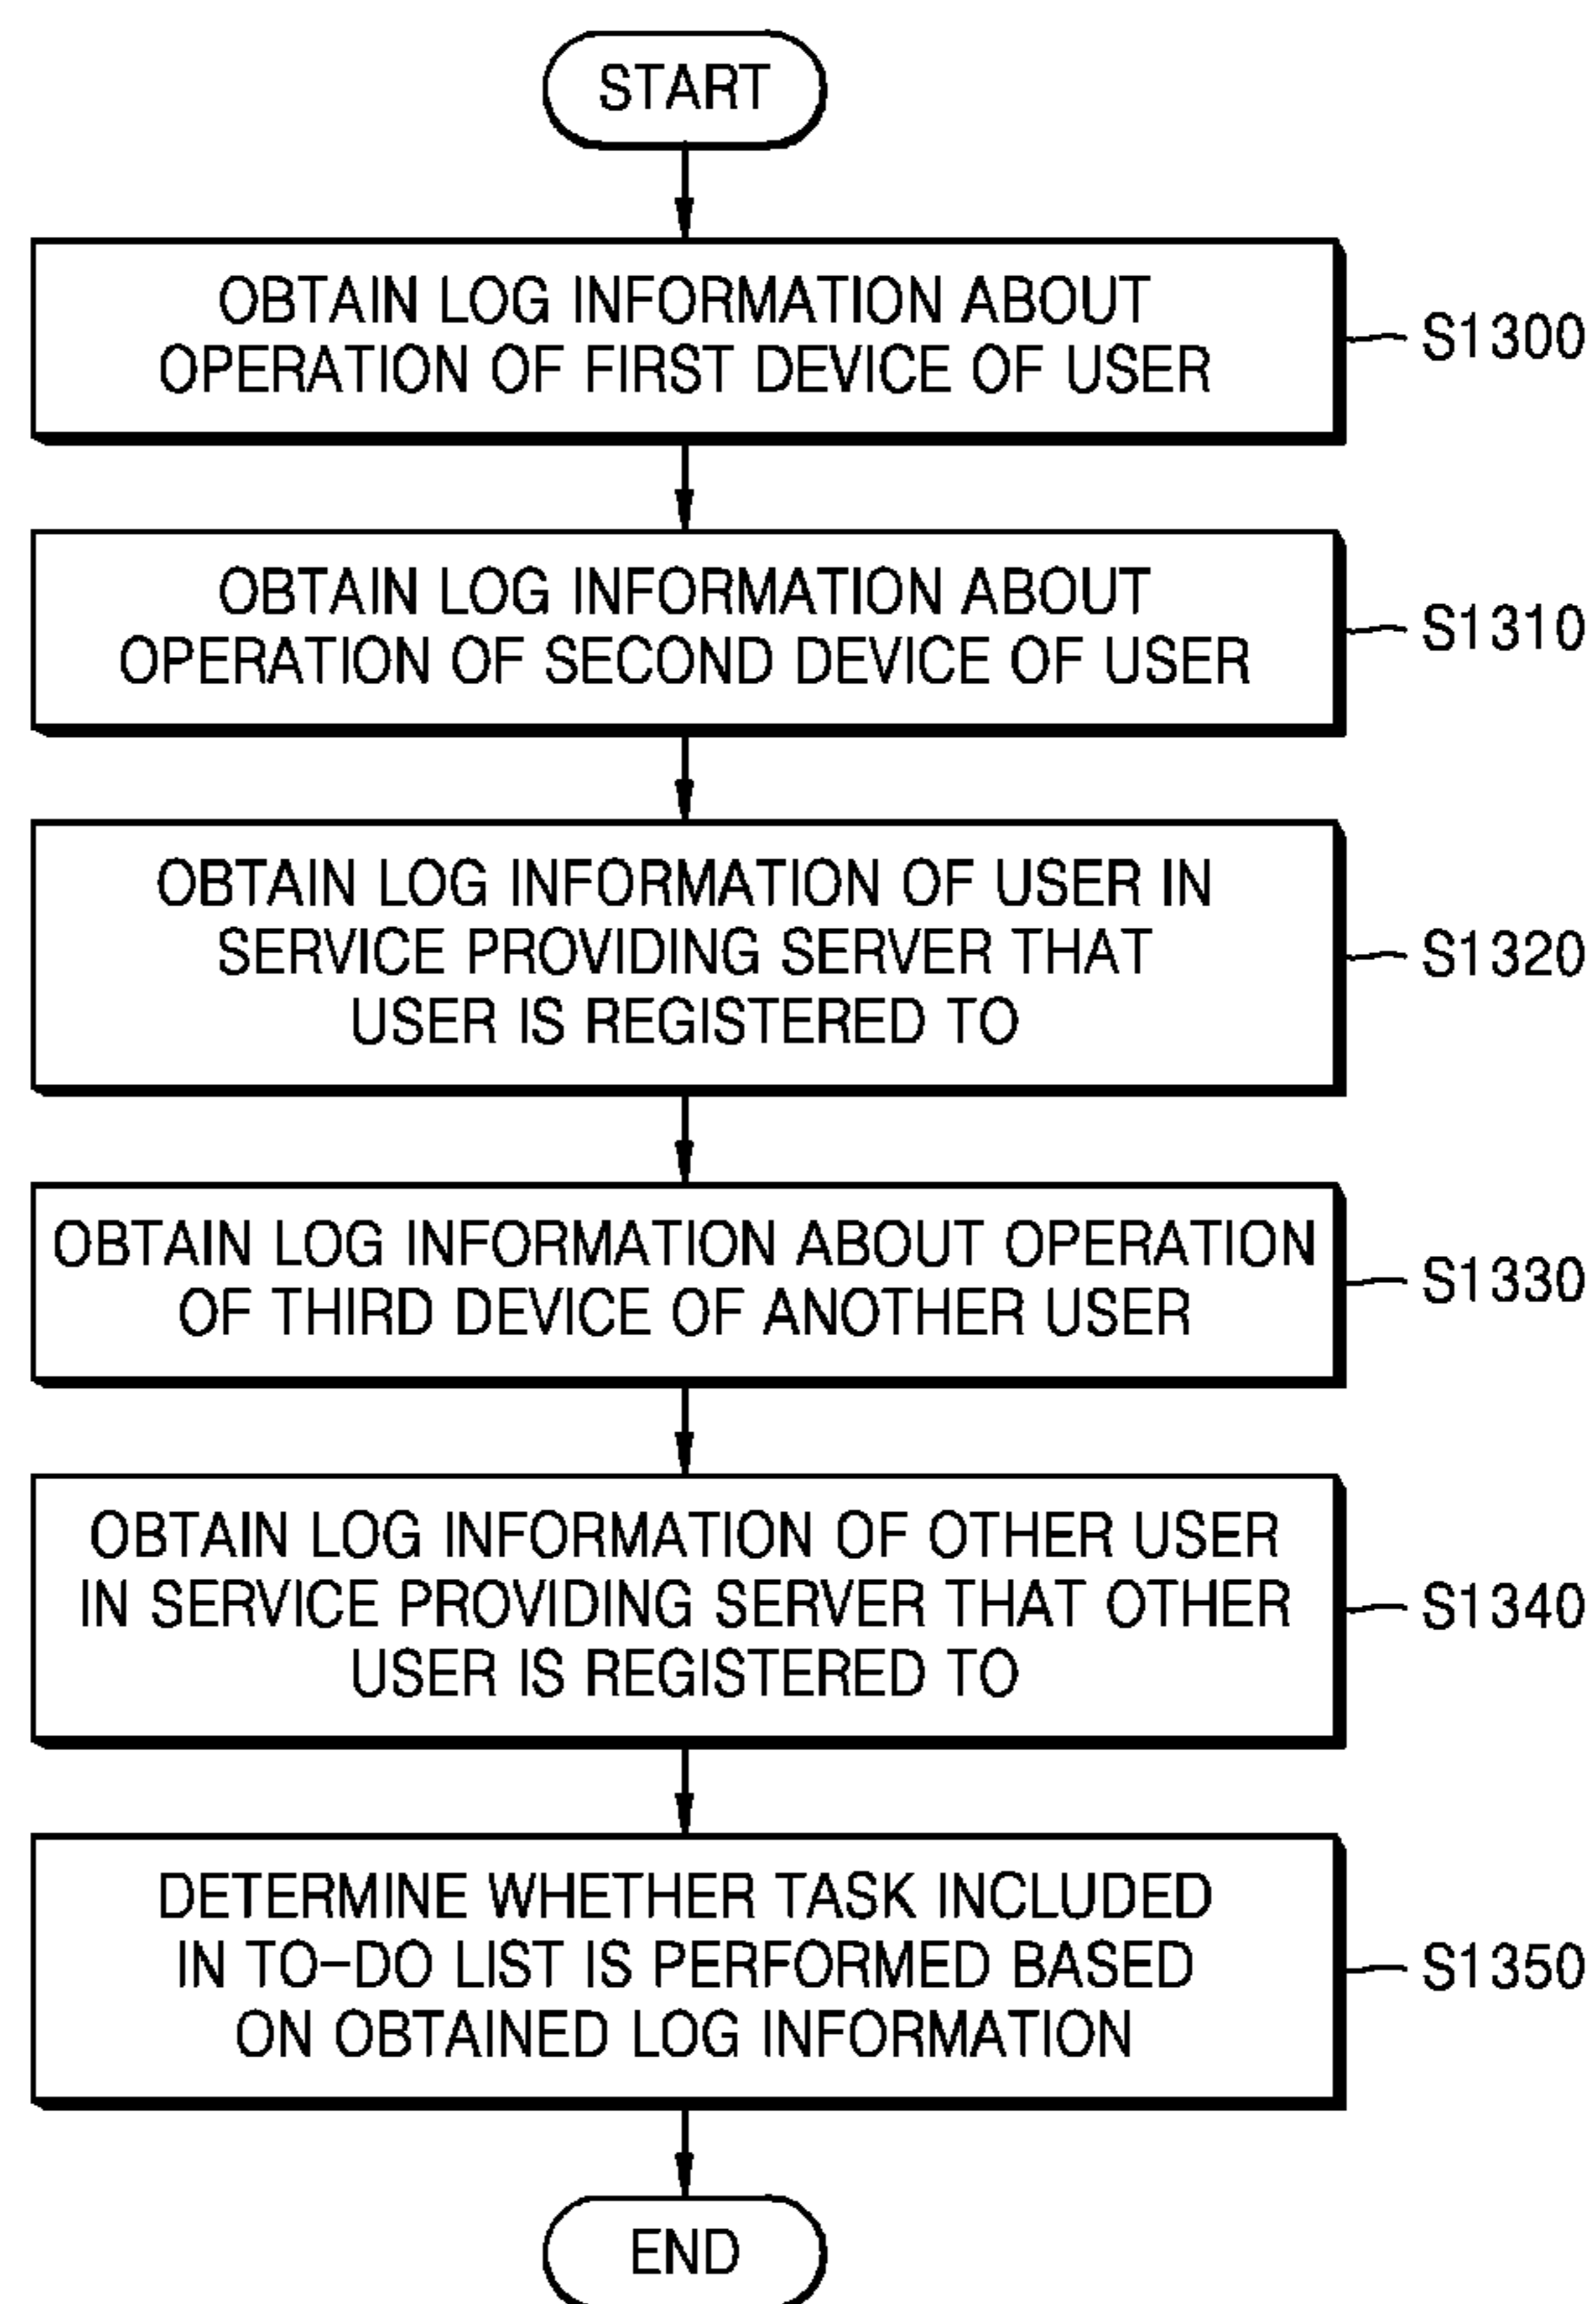 START
OBTAIN LOG INFORMATION ABOUT
OPERATION OF FIRST DEVICE OF USER
S1300
OBTAIN LOG INFORMATION ABOUT
OPERATION OF SECOND DEVICE OF USER
S1310
OBTAIN LOG INFORMATION OF USER IN
SERVICE PROVIDING SERVER THAT
USER IS REGISTERED TO
S1320
OBTAIN LOG INFORMATION ABOUT OPERATION
OF THIRD DEVICE OF ANOTHER USER
S1330
OBTAIN LOG INFORMATION OF OTHER USER
IN SERVICE PROVIDING SERVER THAT OTHER
USER IS REGISTERED TO
S1340
DETERMINE WHETHER TASK INCLUDED
IN TO-DO LIST IS PERFORMED BASED
ON OBTAINED LOG INFORMATION
S1350
END